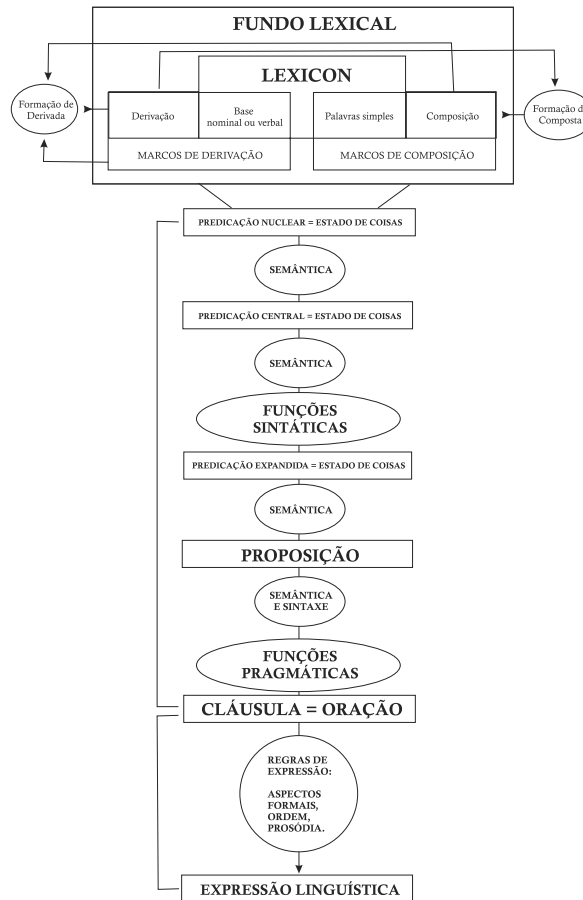 FUNDO LEXICAL
LEXICON
Formação de
Derivada
Derivação
Base
nominal ou verbal
Palavras simples
Composição
Formação d
Composta
MARCOS DE DERIVAÇÃO
MARCOS DE COMPOSIÇÃO
PREDICAÇÃO NUCLEAR = ESTADO DE COISAS
SEMÂNTICA
PREDICAÇÃO CENTRAL = ESTADO DE COISAS
SEMÂNTICA
FUNÇÕES
SINTÁTICAS
PREDICAÇÃO EXPANDIDA = ESTADO DE COISAS
SEMÂNTICA
PROPOSIÇÃO
SEMÂNTICA
E SINTAXE
FUNÇÕES
PRAGMÁTICAS
CLÁUSULA = ORAÇÃO
REGRAS DE
EXPRESSÃO:
ASPECTOS
FORMAIS,
ORDEM,
PROSÓDIA.
EXPRESSÃO LINGUÍSTICA